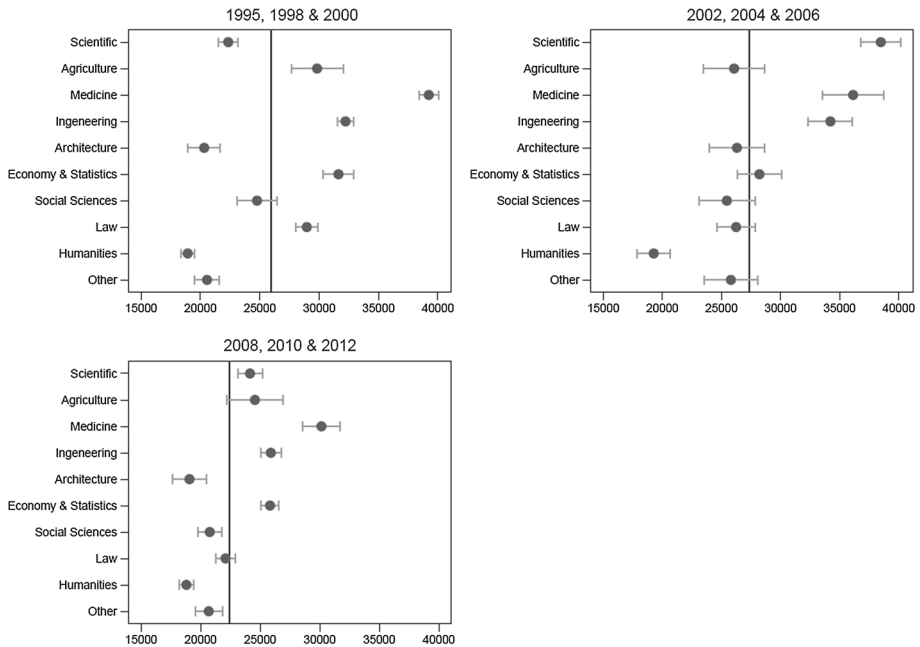 1995, 1998 & 2000
Scientific
Agriculture
Medicine
Ingeneering
Architecture
Economy & Statistics
Social Sciences
Law
Humanities
Other
15000 20000 25000 30000 35000 40000
2002, 2004 & 2006
Scientific
Agriculture
Medicine
Ingeneering
Architecture
Economy & Statistics
Social Sciences
Law
Humanities
Other
15000 20000 25000 30000 35000 40000
2008, 2010 & 2012
Scientific
Agriculture
Medicine
Ingeneering
Architecture
Economy & Statistics
Social Sciences
Law
Humanities
Other
15000 20000 25000 30000 35000 40000